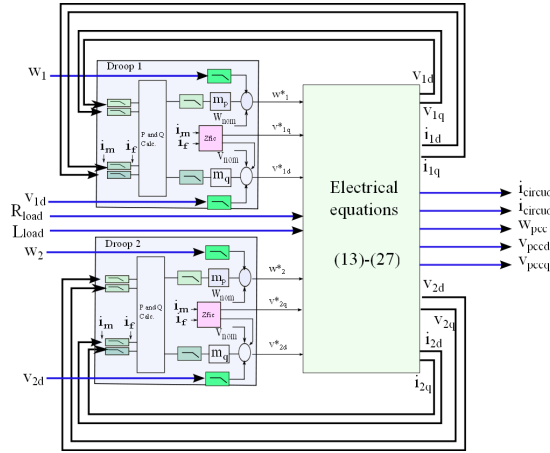 W1
Droop 1
P and Q
Calc.
im
if
mp
Wnom
im
if
Zfic
Vnom
mq
w*1
v*1q
v*1d
V1d
Rload
Lload
W2
Droop 2
P and Q
Calc.
im
if
mp
Wnom
im
if
Zfic
Vnom
mq
w*2
v*2q
v*2d
V2d
Electrical
equations
(13)-(27)
V1d
V1q
i1d
i1q
icircud
icircuq
Wpcc
Vpccd
Vpccq
V2d
V2q
i2d
i2q